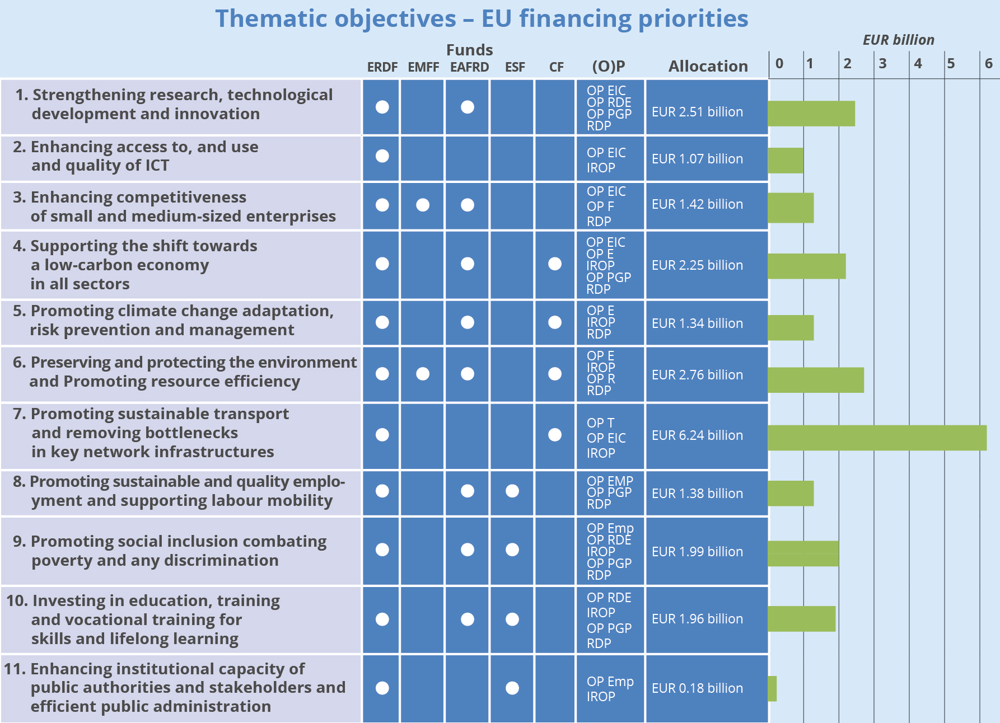 Thematic objectives – EU financing priorities
EUR billion
Funds
ERDF EMFF EAFRD ESF CF (O)P Allocation 0 1 2 3 4 5 6
1. Strengthening research, technological
development and innovation
OP EIC
OP RDE
OP PGP
RDP
EUR 2.51 billion
2. Enhancing access to, and use
and quality of ICT
OP EIC
IROP
EUR 1.07 billion
3. Enhancing competitiveness
of small and medium-sized enterprises
OP EIC
OP F
RDP
EUR 1.42 billion
4. Supporting the shift towards
a low-carbon economy
in all sectors
OP EIC
OP E
IROP
OP PGP
RDP
EUR 2.25 billion
5. Promoting climate change adaptation,
risk prevention and management
OP E
IROP
RDP
EUR 1.34 billion
6. Preserving and protecting the environment
and Promoting resource efficiency
OP E
IROP
OP R
RDP
EUR 2.76 billion
7. Promoting sustainable transport
and removing bottlenecks
in key network infrastructures
OP T
OP EIC
IROP
EUR 6.24 billion
8. Promoting sustainable and quality emplo-
yment and supporting labour mobility
OP EMP
OP PGP
RDP
EUR 1.38 billion
9. Promoting social inclusion combating
poverty and any discrimination
OP Emp
OP RDE
IROP
OP PGP
RDP
EUR 1.99 billion
10. Investing in education, training
and vocational training for
skills and lifelong learning
OP RDE
IROP
OP PGP
RDP
EUR 1.96 billion
11. Enhancing institutional capacity of
public authorities and stakeholders and
efficient public administration
OP Emp
IROP
EUR 0.18 billion